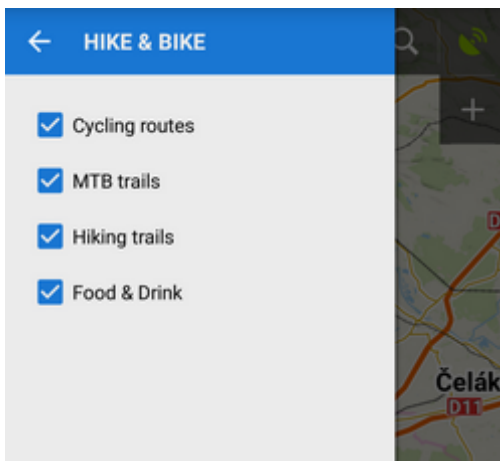 HIKE & BIKE
Cycling routes
MTB trails
Hiking trails
Food & Drink
D
Čelák
D11